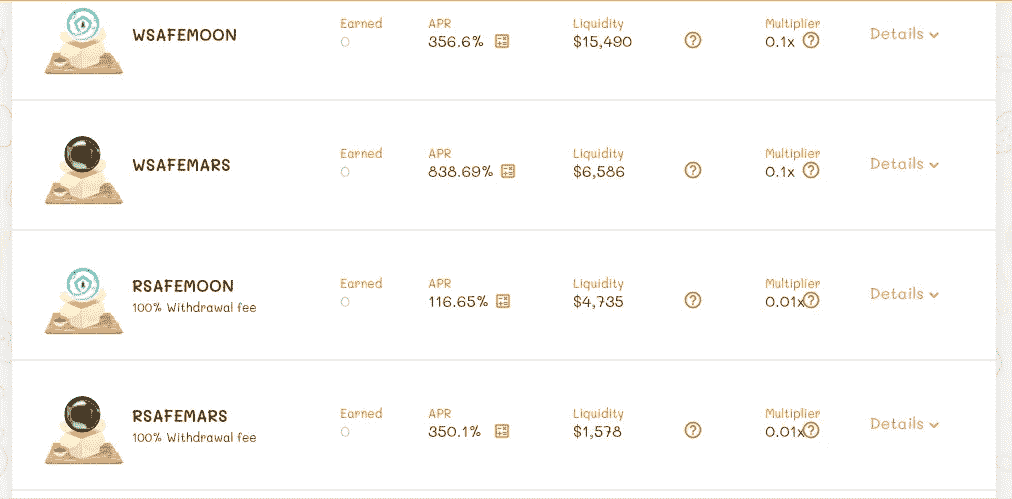 WSAFEMOON
Earned
0
APR
356.6%
Liquidity
$15,490
Multiplier
0.1x
Details
WSAFEMARS
Earned
0
APR
838.69%
Liquidity
$6,586
Multiplier
0.1x
Details
RSAFEMOON
100% Withdrawal fee
Earned
0
APR
116.65%
Liquidity
$4,735
Multiplier
0.01x
Details
RSAFEMARS
100% Withdrawal fee
Earned
0
APR
350.1%
Liquidity
$1,578
Multiplier
0.01x
Details